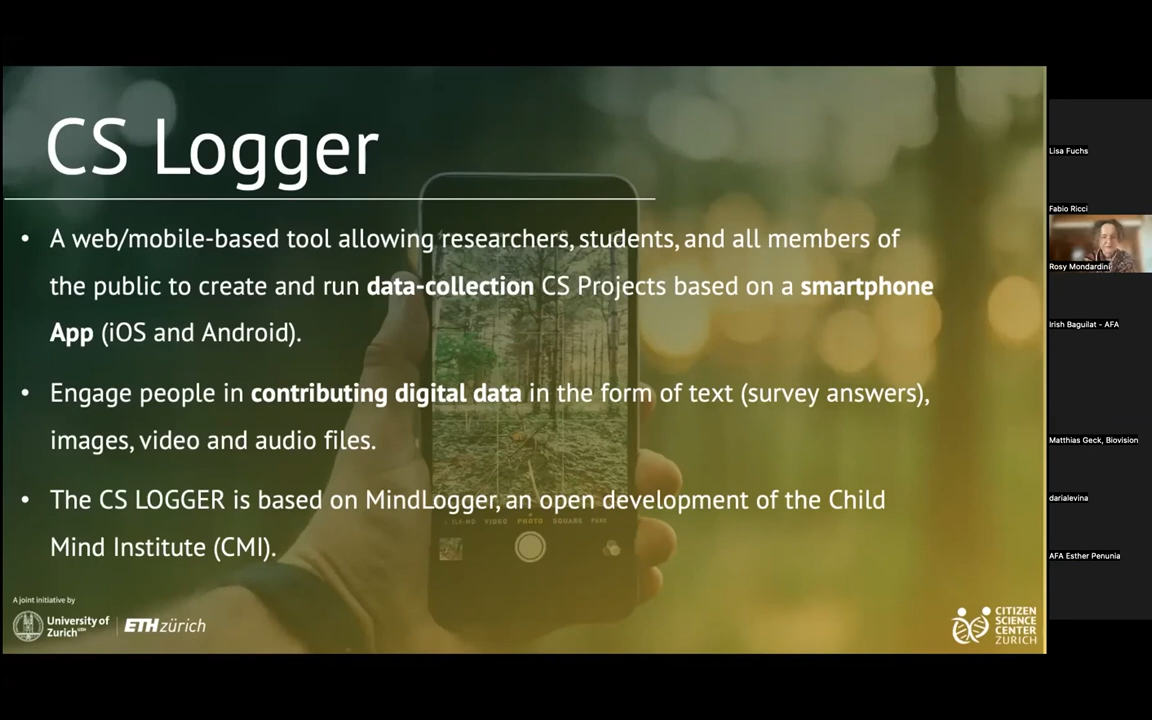 CS Logger
• A web/mobile-based tool allowing researchers, students, and all members of
the public to create and run data-collection CS Projects based on a smartphone
App (iOS and Android).
• Engage people in contributing digital data in the form of text (survey answers),
images, video and audio files.
• The CS LOGGER is based on MindLogger, an open development of the Child
Mind Institute (CMI).
VIDEO PHOTO SQUARE PANO
A joint initiative by
University of
Zurich UZH
ETH zürich
CITIZEN
SCIENCE
CENTER
ZURICH
Lisa Fuchs
Fabio Ricci
Rosy Mondardini
Irish Baguilat - AFA
Matthias Geck, Biovision
darialevina
AFA Esther Penunia